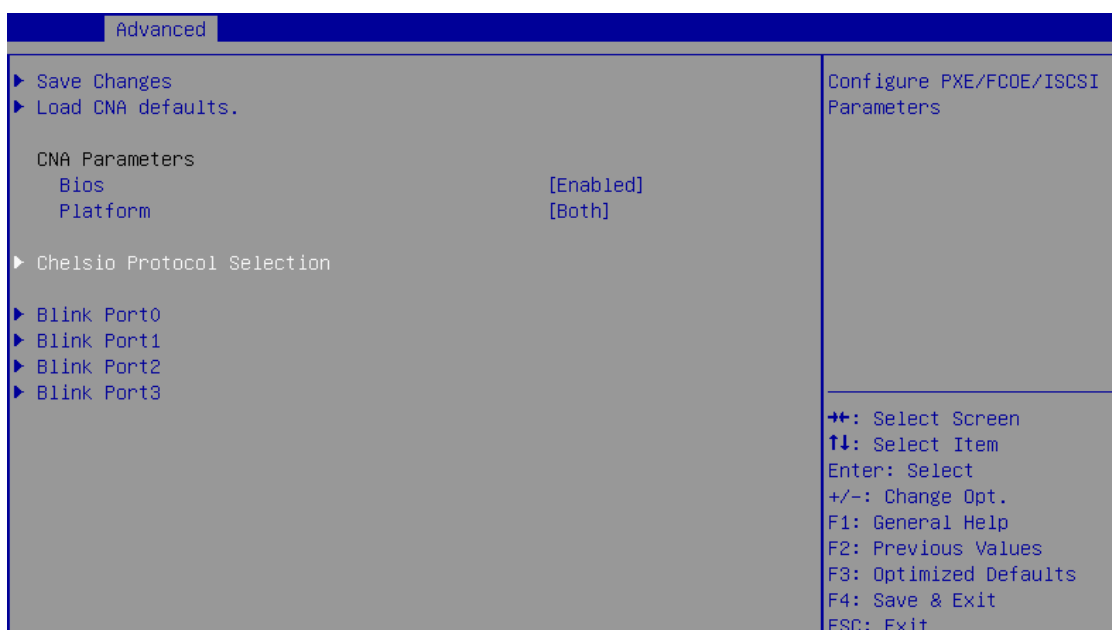 Advanced
▶ Save Changes
▶ Load CNA defaults.
CNA Parameters
Bios [Enabled]
Platform [Both]
▶ Chelsio Protocol Selection
▶ Blink Port0
▶ Blink Port1
▶ Blink Port2
▶ Blink Port3
Configure PXE/FCOE/ISCSI
Parameters
→←: Select Screen
↑↓: Select Item
Enter: Select
+/-: Change Opt.
F1: General Help
F2: Previous Values
F3: Optimized Defaults
F4: Save & Exit
ESC: Exit